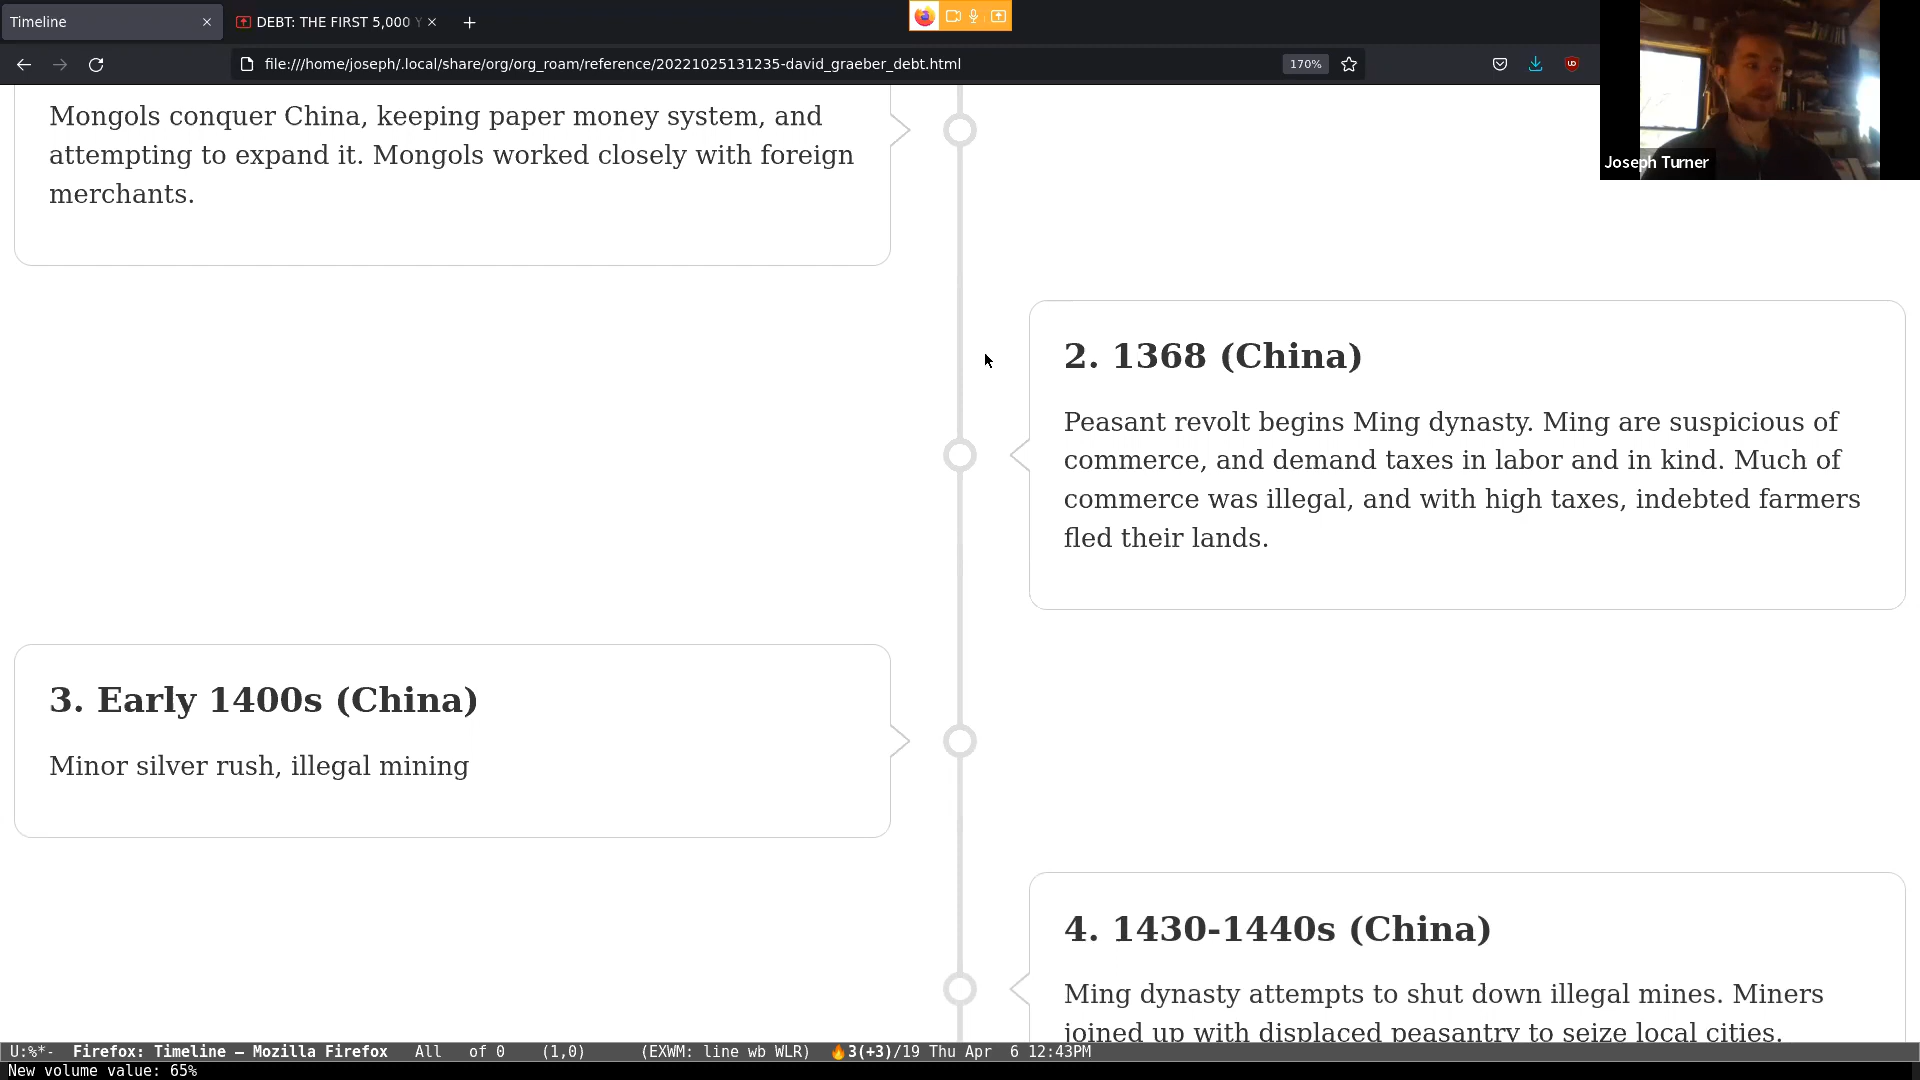 Timeline
DEBT: THE FIRST 5,000 Y
file:///home/joseph/.local/share/org/org_roam/reference/20221025131235-david_graeber_debt.html
170%
Joseph Turner
Mongols conquer China, keeping paper money system, and
attempting to expand it. Mongols worked closely with foreign
merchants.
2. 1368 (China)
Peasant revolt begins Ming dynasty. Ming are suspicious of
commerce, and demand taxes in labor and in kind. Much of
commerce was illegal, and with high taxes, indebted farmers
fled their lands.
3. Early 1400s (China)
Minor silver rush, illegal mining
4. 1430-1440s (China)
Ming dynasty attempts to shut down illegal mines. Miners
joined up with displaced peasantry to seize local cities.
U:%*-  Firefox: Timeline — Mozilla Firefox   All   of 0    (1,0)      (EXWM: line wb WLR)  🔥3(+3)/19 Thu Apr  6 12:43PM
New volume value: 65%